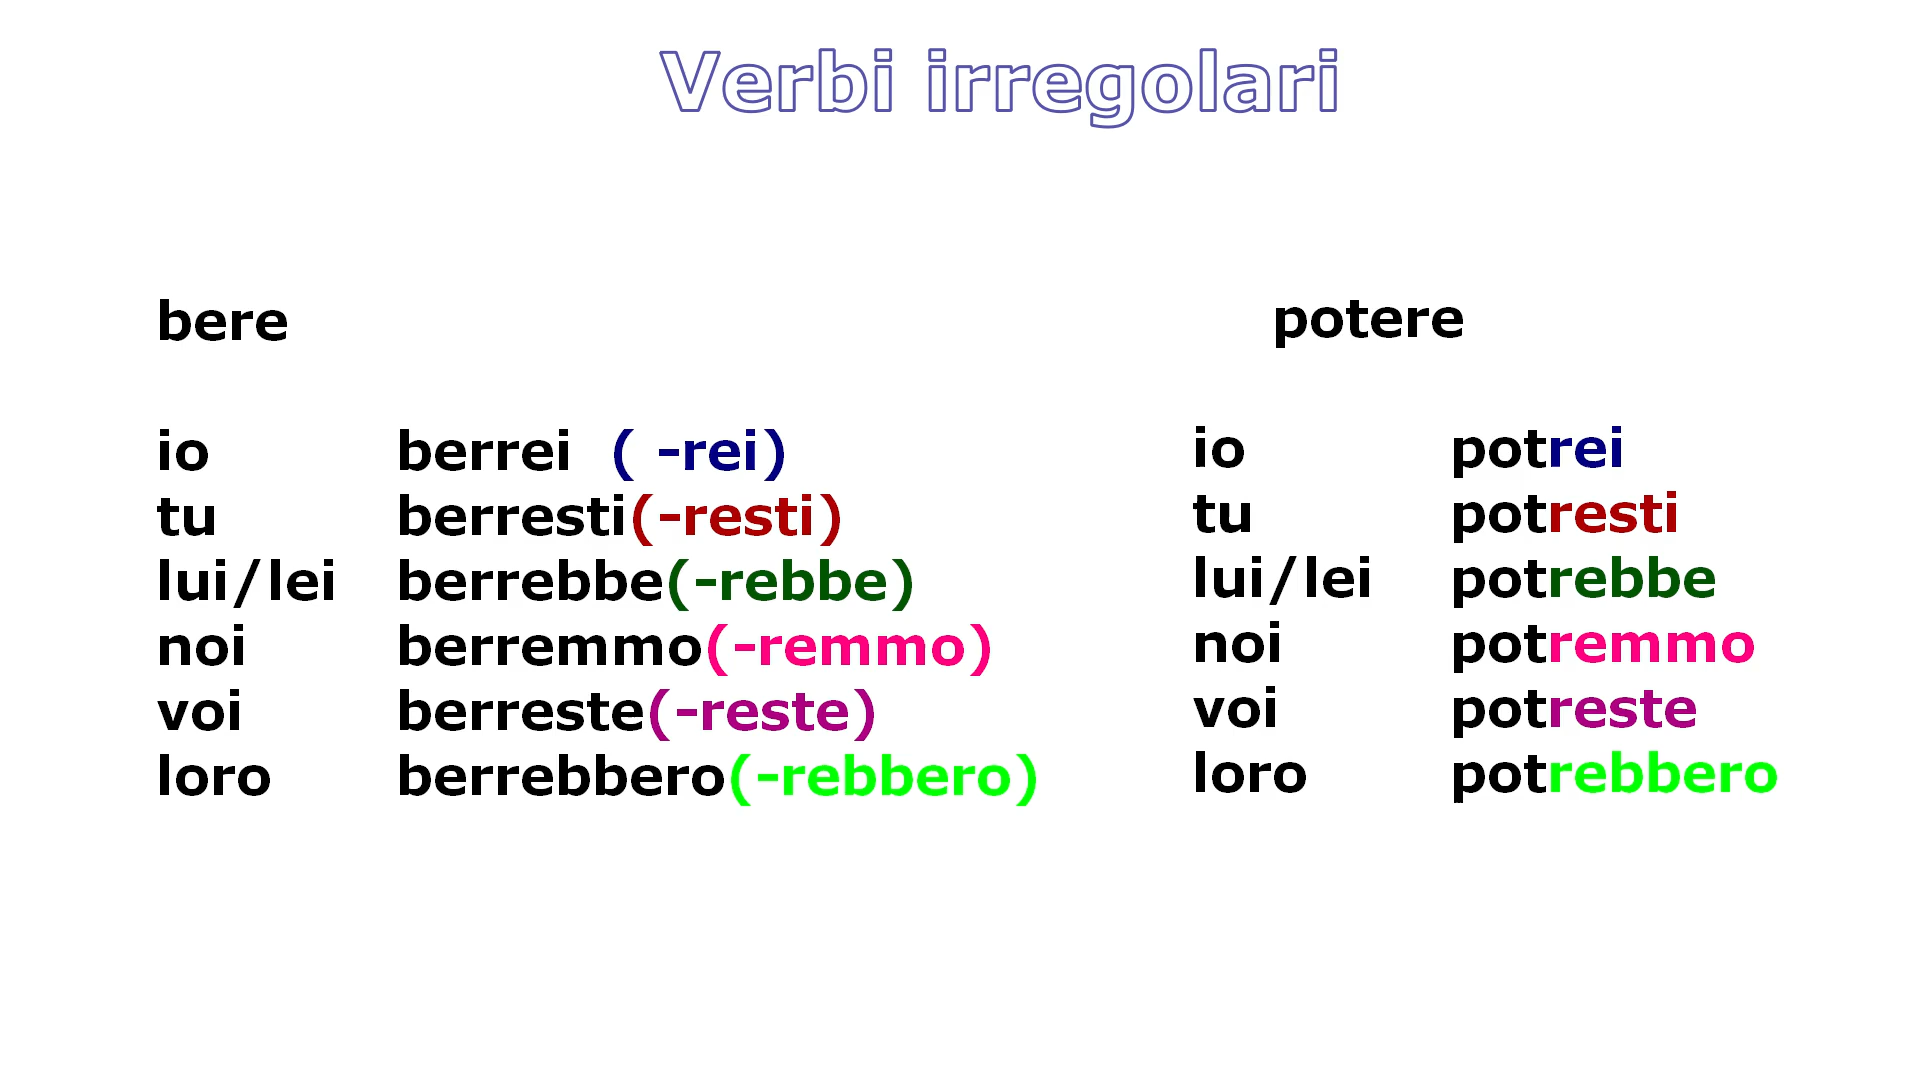 Verbi irregolari
bere
io berrei ( -rei)
tu berresti(-resti)
lui/lei berrebbe(-rebbe)
noi berremmo(-remmo)
voi berreste(-reste)
loro berrebbero(-rebbero)
potere
io potrei
tu potresti
lui/lei potrebbe
noi potremmo
voi potreste
loro potrebbero